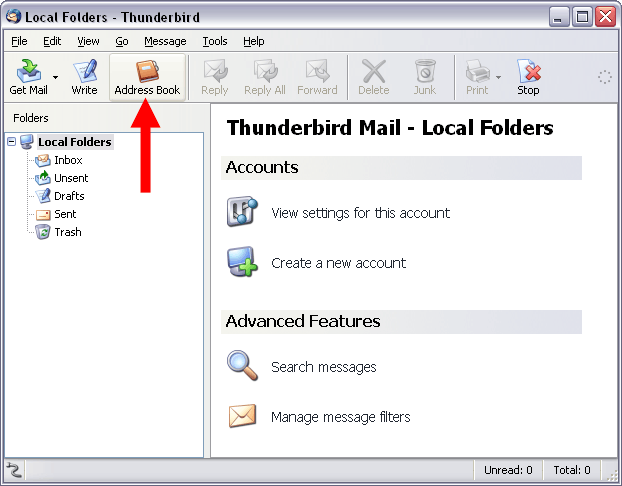 Local Folders - Thunderbird
File Edit View Go Message Tools Help
Get Mail Write Address Book Reply Reply All Forward Delete Junk Print Stop
Folders
Local Folders
Inbox
Unsent
Drafts
Sent
Trash
Thunderbird Mail - Local Folders
Accounts
View settings for this account
Create a new account
Advanced Features
Search messages
Manage message filters
Unread: 0 Total: 0